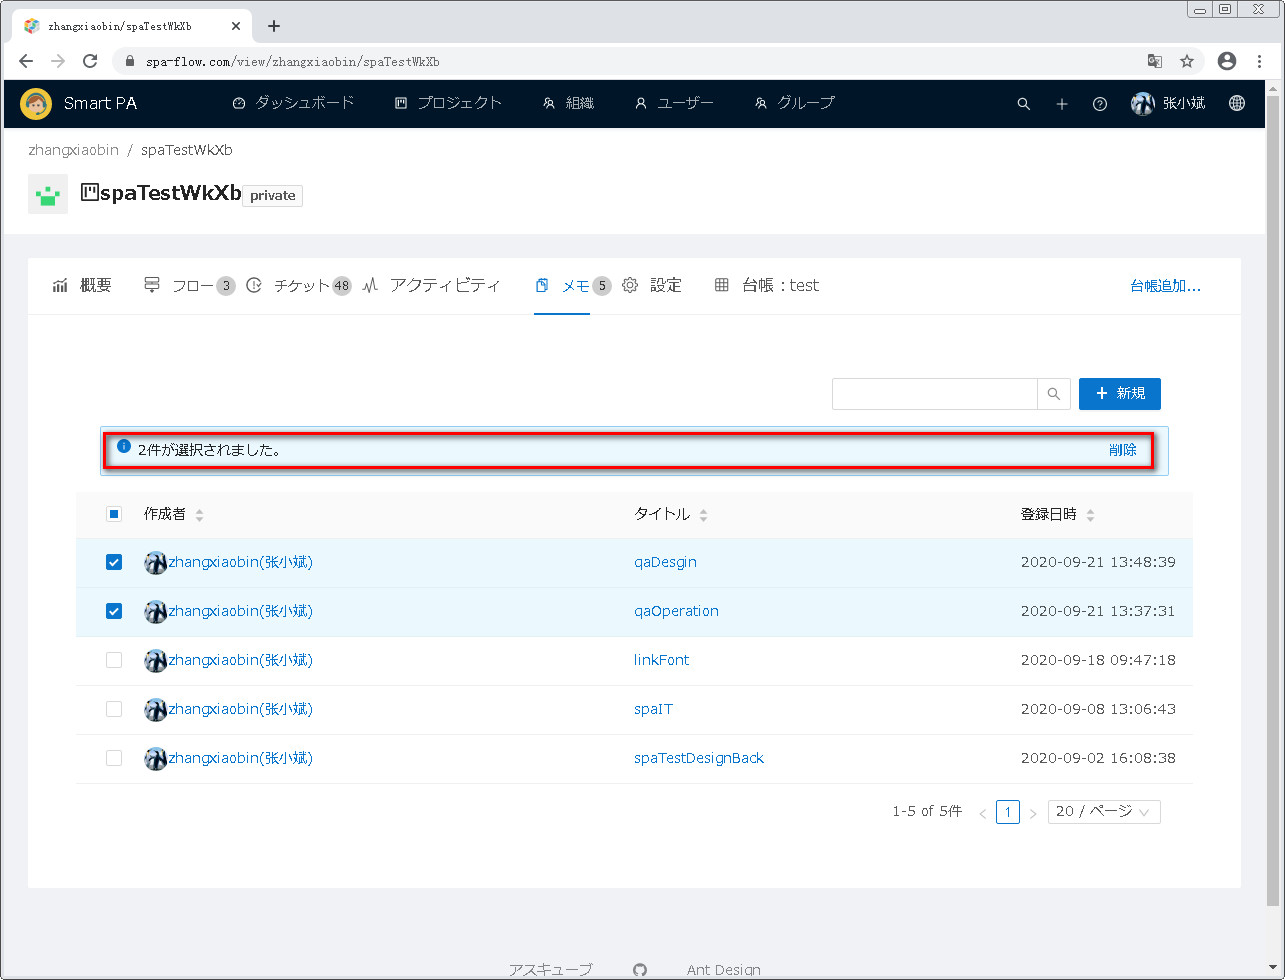 zhangxiaobin/spaTestWkXb
spa-flow.com/view/zhangxiaobin/spaTestWkXb
Smart PA ダッシュボード プロジェクト 組織 ユーザー グループ 张小斌
zhangxiaobin / spaTestWkXb
spaTestWkXb private
概要 フロー 3 チケット 48 アクティビティ メモ 5 設定 台帳：test 台帳追加...
新規
2件が選択されました。 削除
作成者 タイトル 登録日時
zhangxiaobin(张小斌) qaDesgin 2020-09-21 13:48:39
zhangxiaobin(张小斌) qaOperation 2020-09-21 13:37:31
zhangxiaobin(张小斌) linkFont 2020-09-18 09:47:18
zhangxiaobin(张小斌) spaIT 2020-09-08 13:06:43
zhangxiaobin(张小斌) spaTestDesignBack 2020-09-02 16:08:38
1-5 of 5件 1 20 / ページ
アスキューブ Ant Design